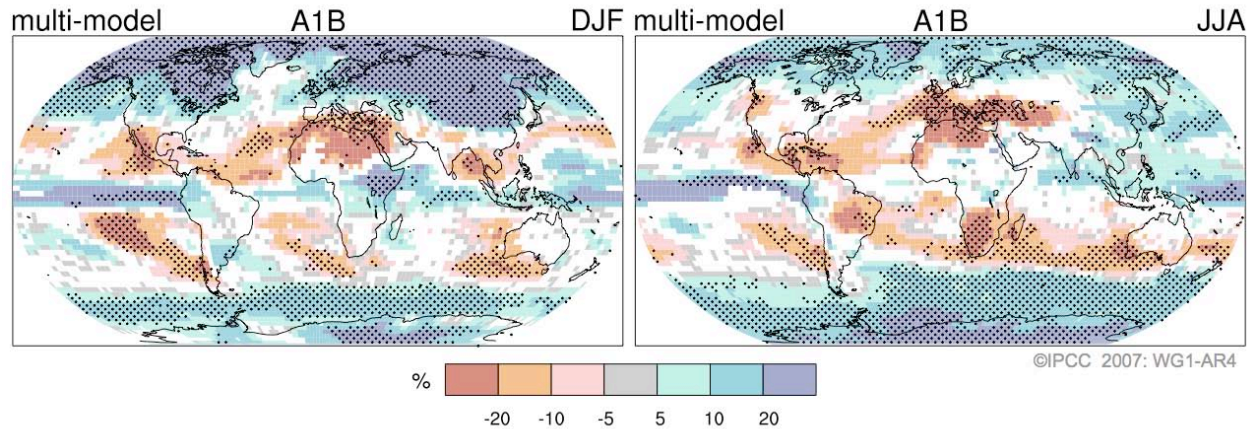 multi-model A1B DJF
multi-model A1B JJA
©IPCC 2007: WG1-AR4
%
-20 -10 -5 5 10 20